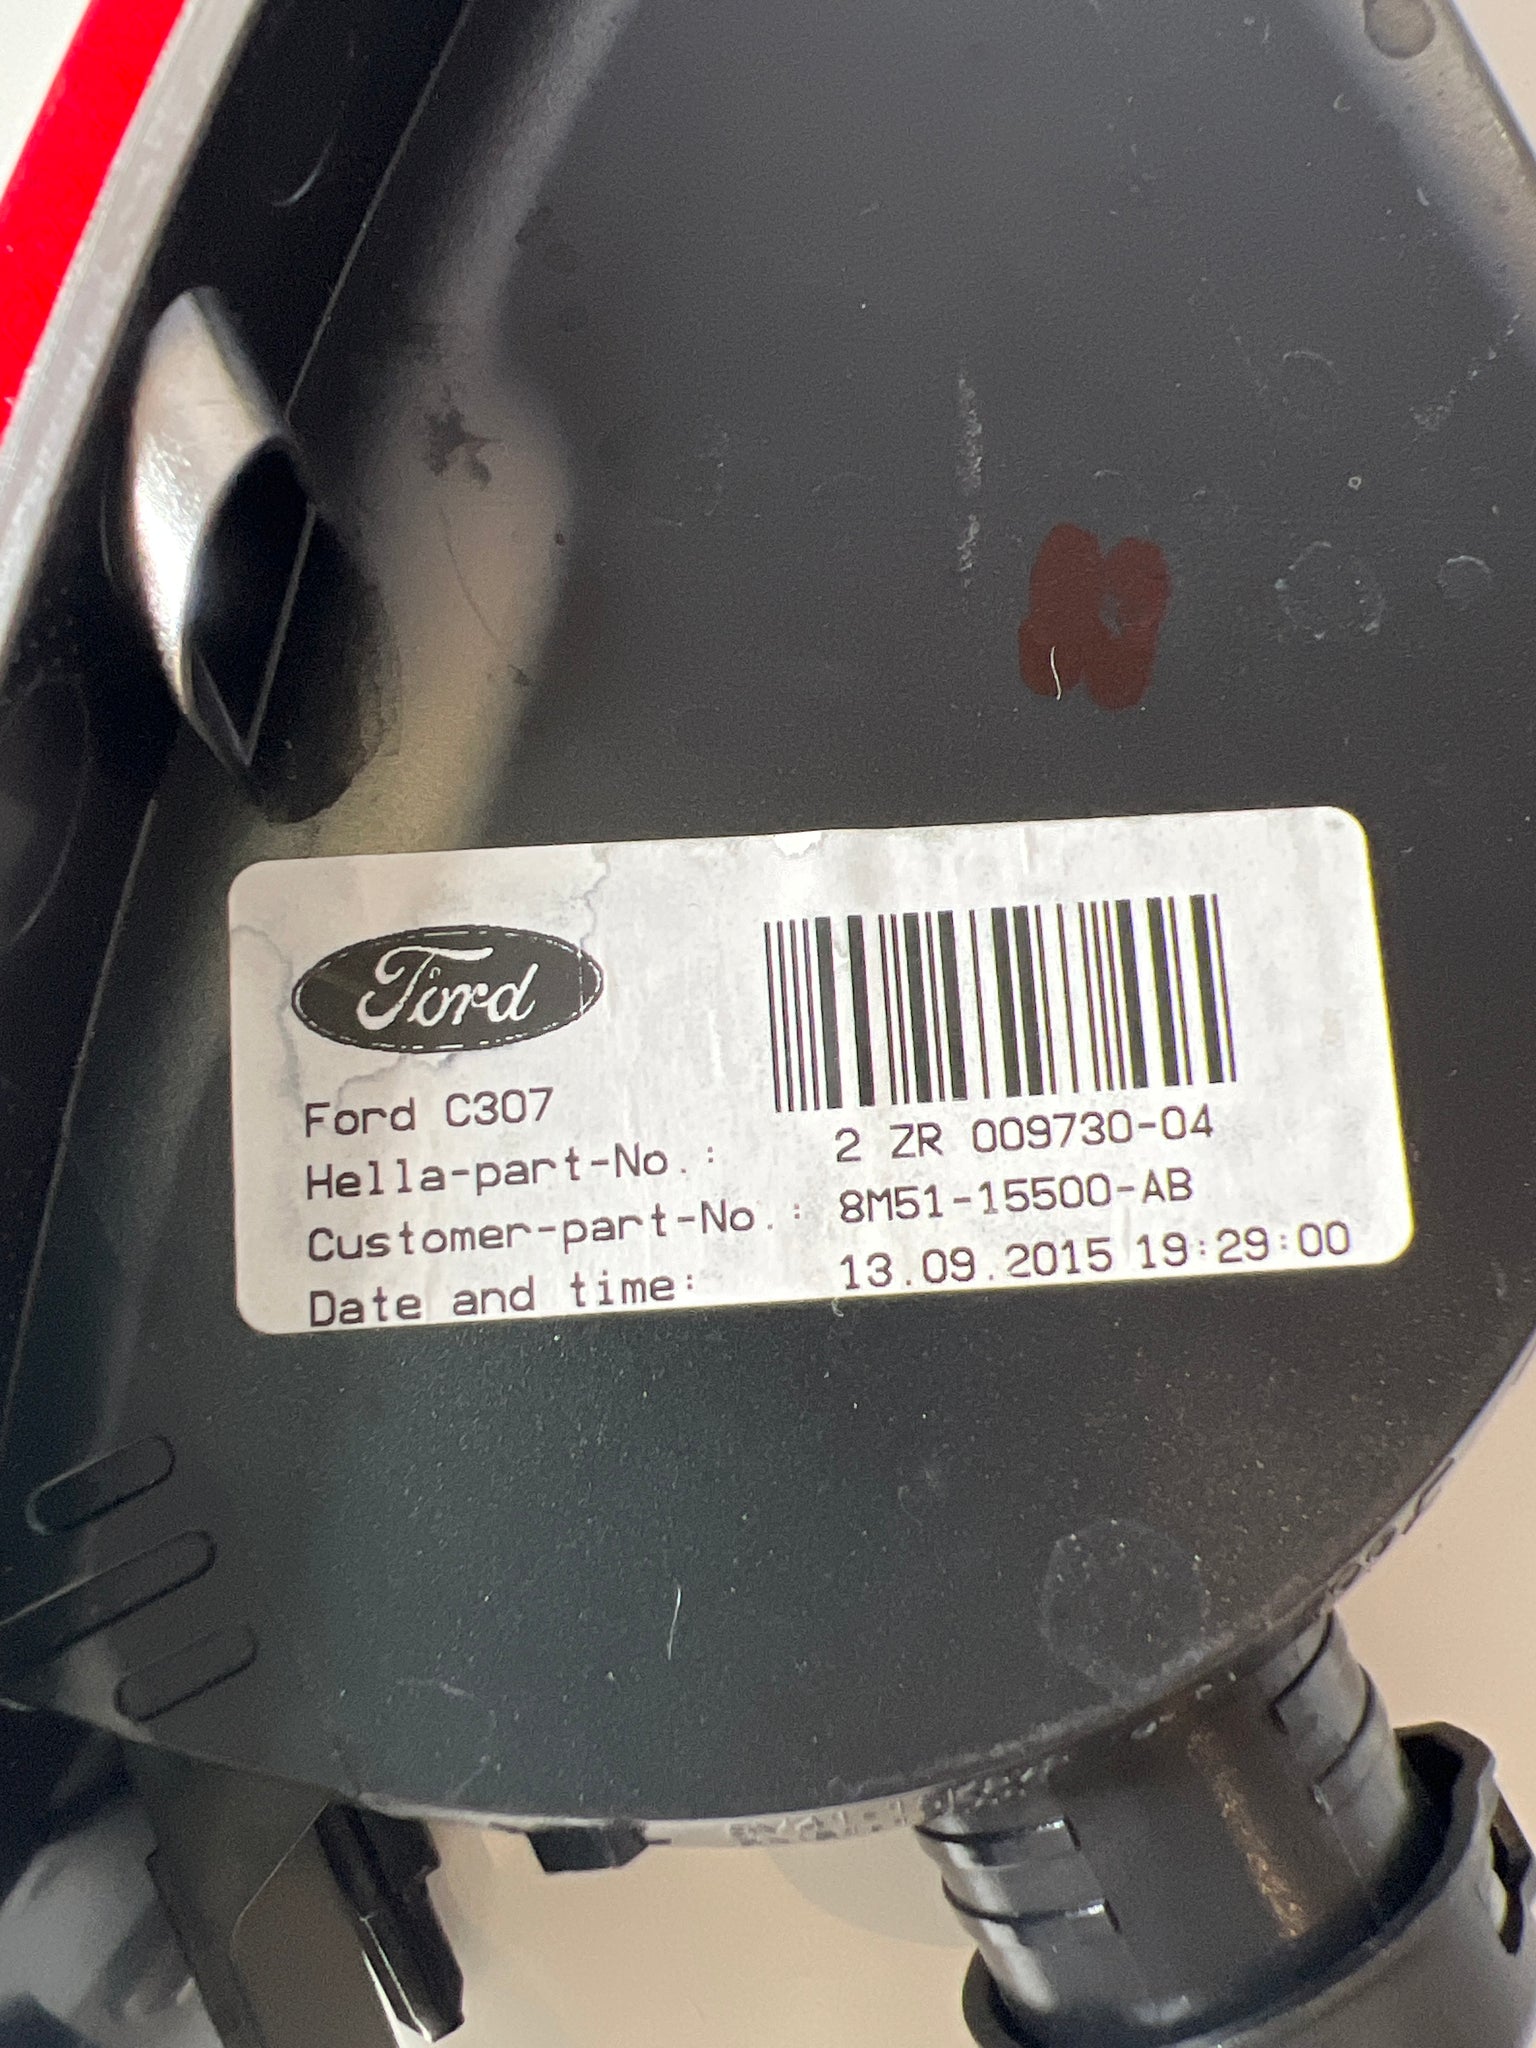 Ford
Ford C307
Hella-part-No.: 2 ZR 009730-04
Customer-part-No.: 8M51-15500-AB
Date and time: 13.09.2015 19:29:00